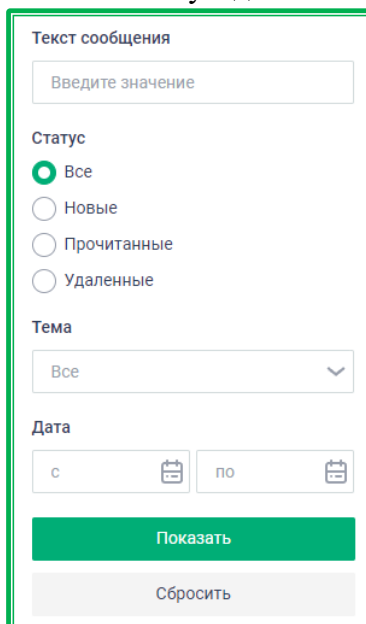 Текст сообщения
Введите значение
Статус
Все
Новые
Прочитанные
Удаленные
Тема
Все
Дата
с по
Показать
Сбросить